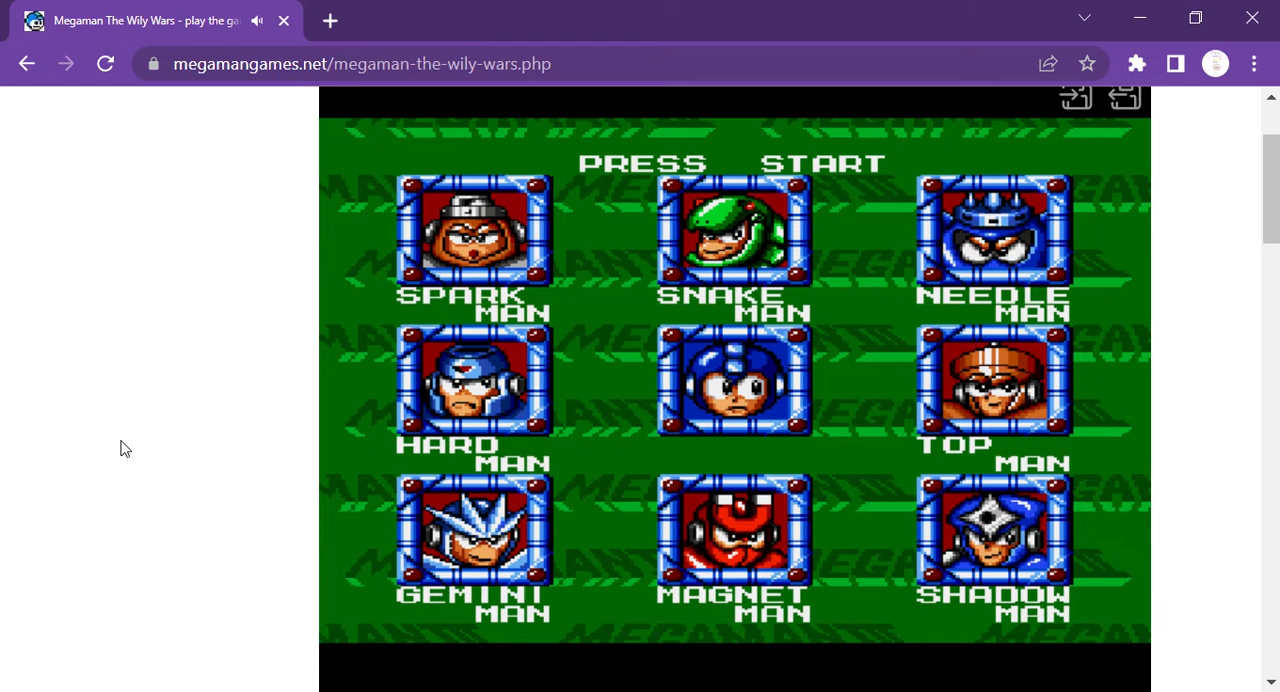 Megaman The Wily Wars - play the ga
megamangames.net/megaman-the-wily-wars.php
PRESS START
SPARK MAN
SNAKE MAN
NEEDLE MAN
HARD MAN
TOP MAN
GEMINI MAN
MAGNET MAN
SHADOW MAN